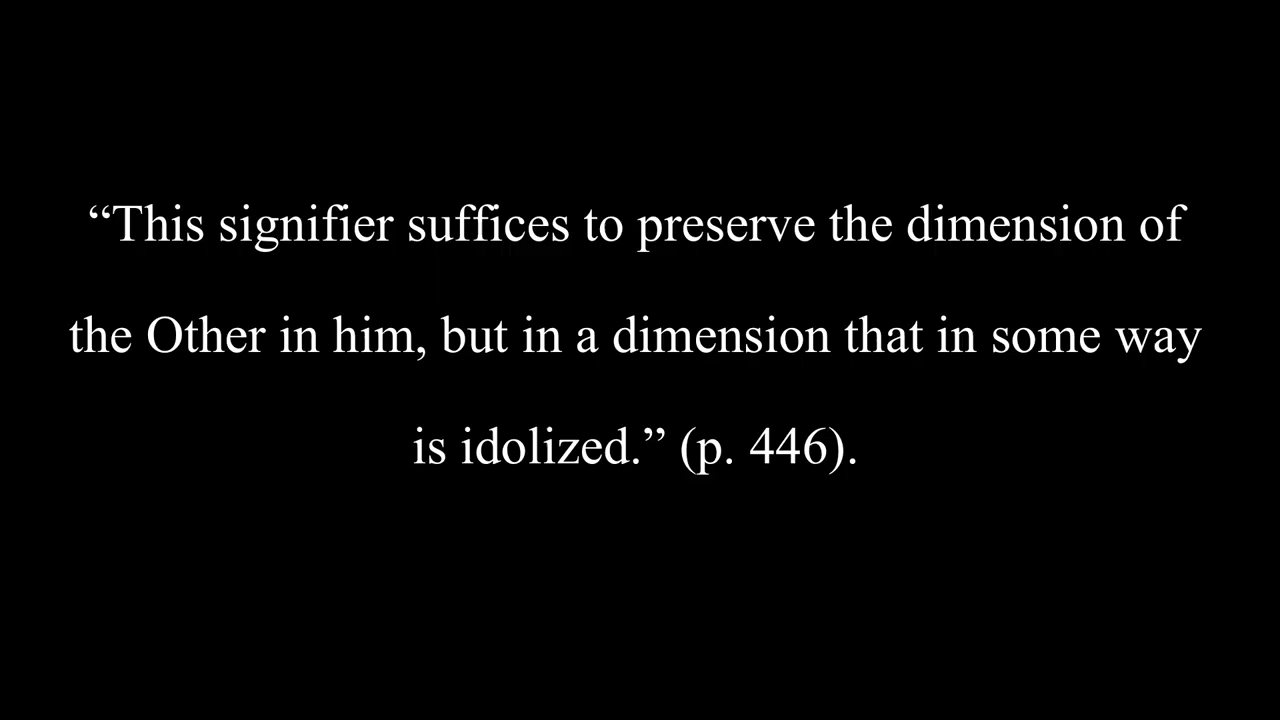 “This signifier suffices to preserve the dimension of
the Other in him, but in a dimension that in some way
is idolized.” (p. 446).